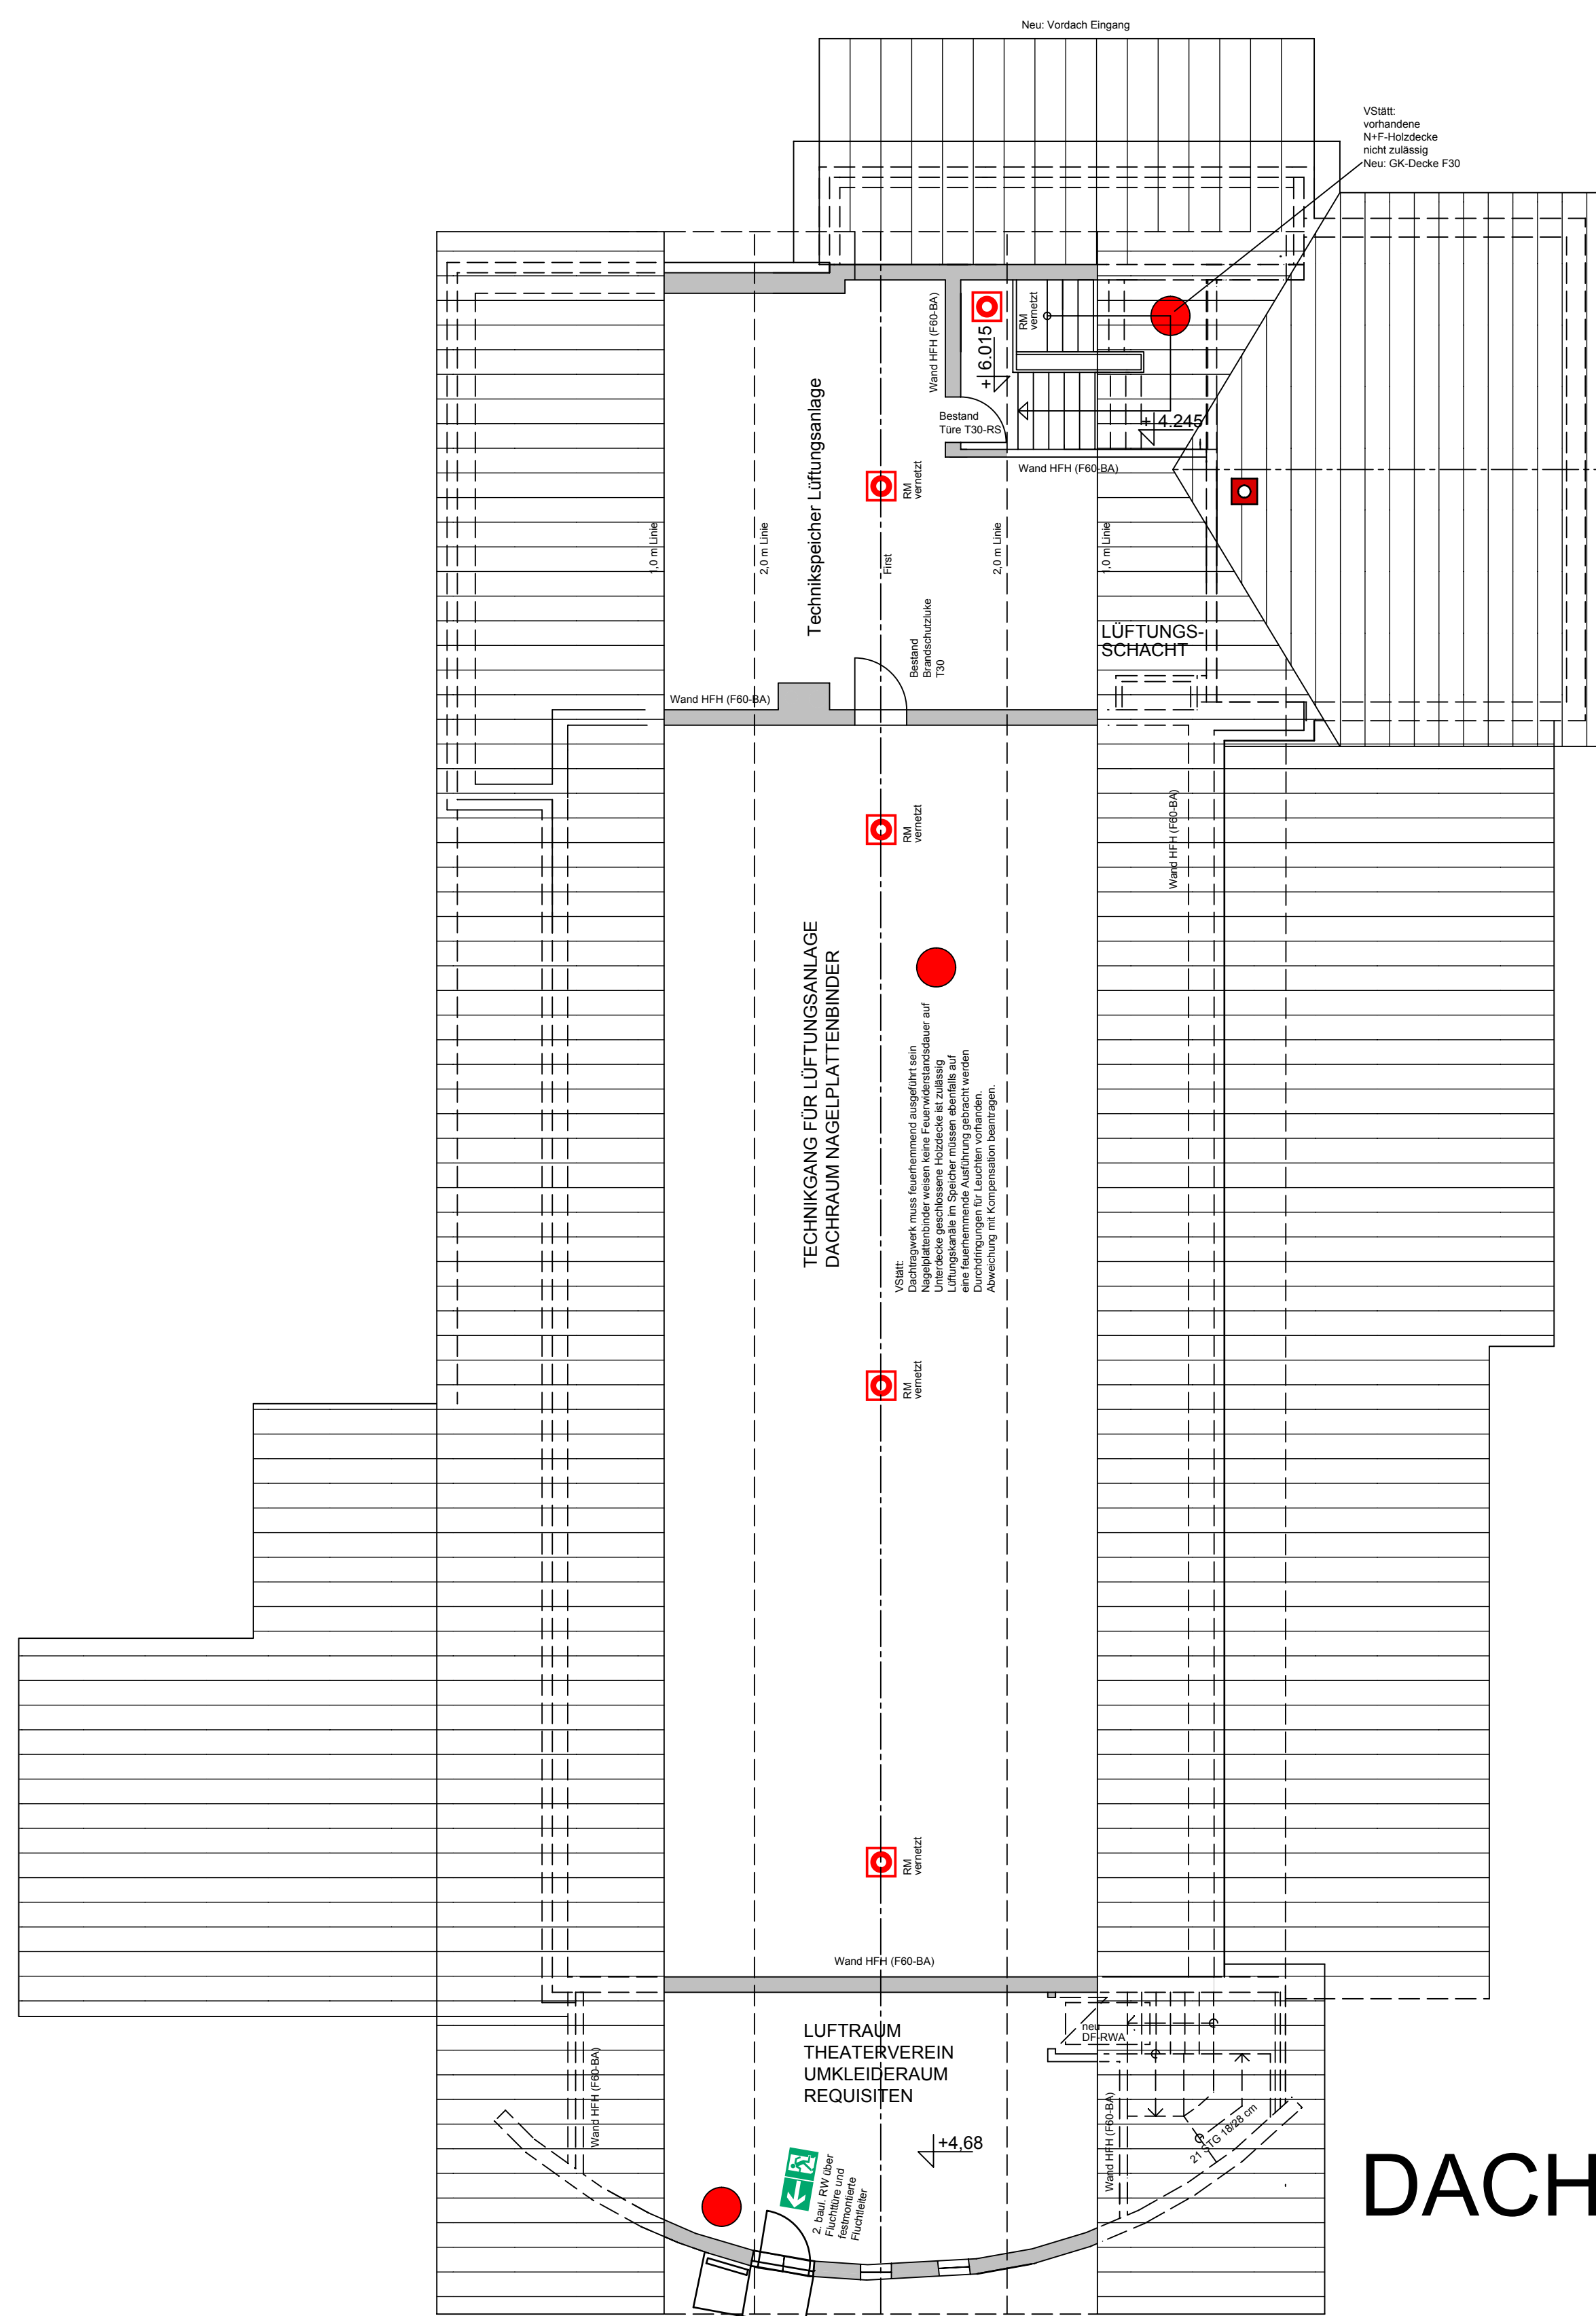 Neu: Vordach Eingang
VStätt:
vorhandene
N+F-Holzdecke
nicht zulässig
Neu: GK-Decke F30
Wand HFH (F60-BA)
+ 6.015
RM
vernetzt
Bestand
Türe T30-RS
+ 4.245
Wand HFH (F60-BA)
Technikspeicher Lüftungsanlage
RM
vernetzt
1,0 m Linie
2,0 m Linie
First
2,0 m Linie
1,0 m Linie
Bestand
Brandschutzluke
T30
LÜFTUNGS-
SCHACHT
Wand HFH (F60-BA)
RM
vernetzt
Wand HFH (F60-BA)
TECHNIKGANG FÜR LÜFTUNGSANLAGE
DACHRAUM NAGELPLATTENBINDER
VStätt:
Dachtragwerk muss feuerhemmend ausgeführt sein
Nagelplattenbinder weisen keine Feuerwiderstandsdauer auf
Unterdecke geschlossene Holzdecke ist zulässig
Lüftungskanäle im Speicher müssen ebenfalls auf
eine feuerhemmende Ausführung gebracht werden
Durchdringungen für Leuchten vorhanden.
Abweichung mit Kompensation beantragen.
RM
vernetzt
RM
vernetzt
Wand HFH (F60-BA)
LUFTRAUM
THEATERVEREIN
UMKLEIDERAUM
REQUISITEN
neu
DF-RWA
Wand HFH (F60-BA)
Wand HFH (F60-BA)
21 STG 18/28 cm
+4,68
2. baul. RW über
Fluchttüre und
festmontierte
Fluchtleiter
DACH